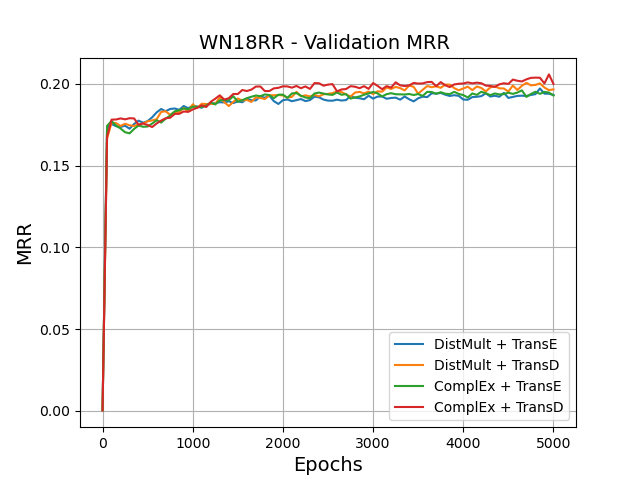 WN18RR - Validation MRR
MRR
0.20
0.15
0.10
0.05
0.00
DistMult + TransE
DistMult + TransD
ComplEx + TransE
ComplEx + TransD
0 1000 2000 3000 4000 5000
Epochs